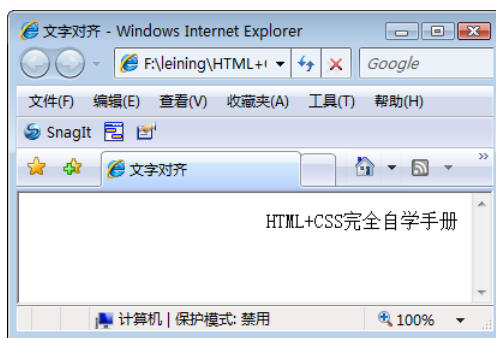 文字对齐 - Windows Internet Explorer
F:\leining\HTML+
Google
文件(F) 编辑(E) 查看(V) 收藏夹(A) 工具(T) 帮助(H)
SnagIt
文字对齐
HTML+CSS完全自学手册
计算机 | 保护模式: 禁用 100%